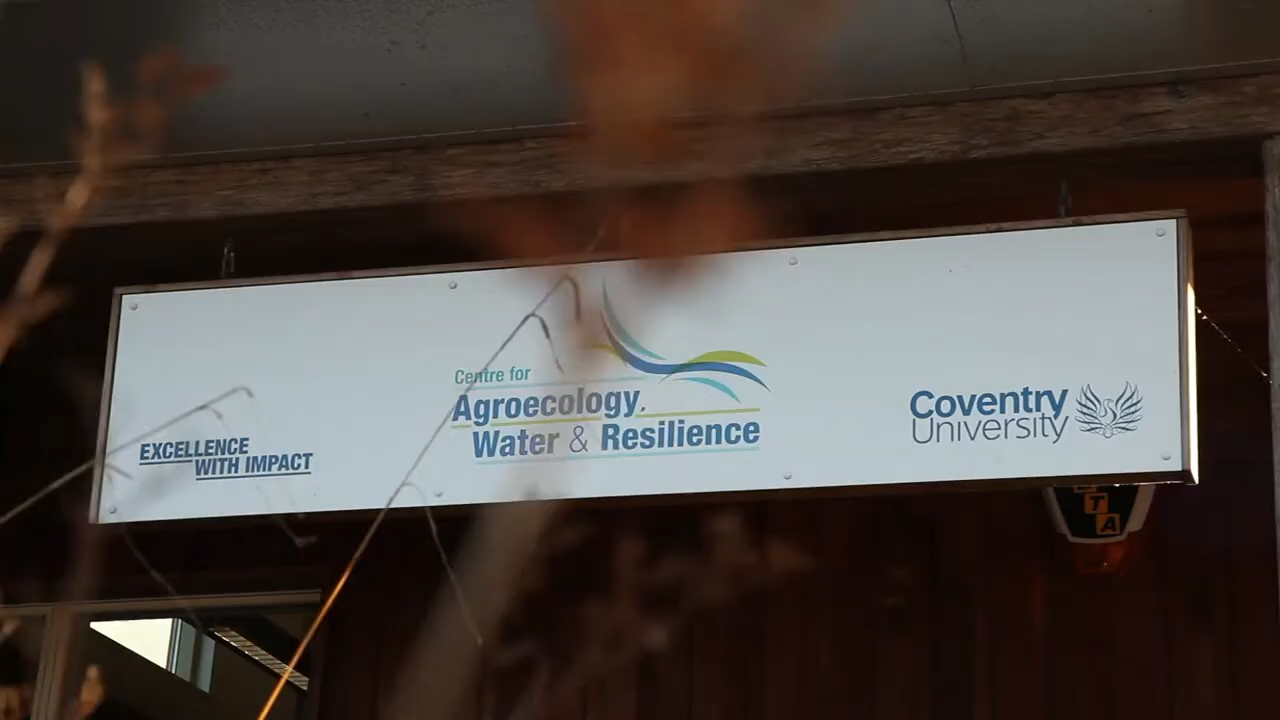 Centre for
Agroecology,
Water & Resilience
EXCELLENCE
WITH IMPACT
Coventry
University
T
A